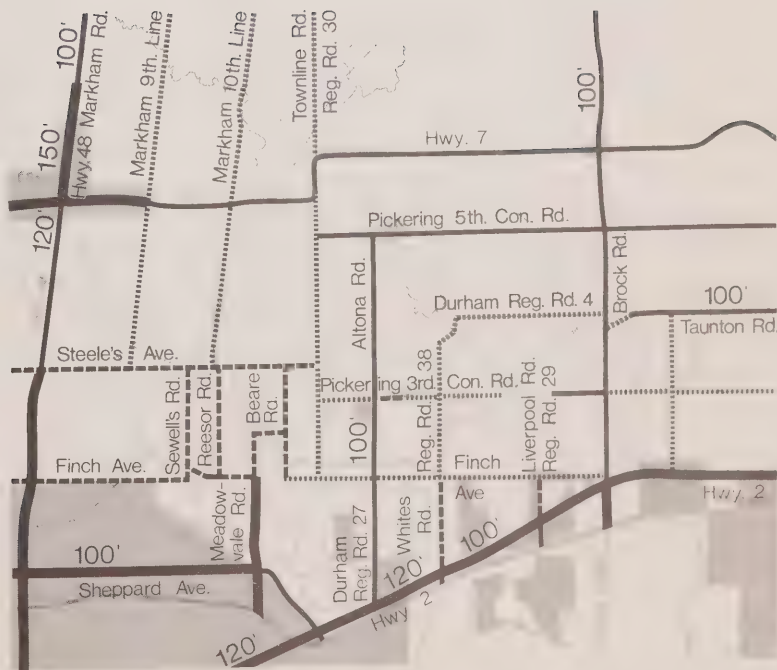 100'
Hwy.48 Markham Rd.
150'
120'
Markham 9th. Line
Markham 10th. Line
Townline Rd.
Reg. Rd. 30
100'
Hwy. 7
Pickering 5th. Con. Rd.
Altona Rd.
Brock Rd.
Durham Reg. Rd. 4
100'
Taunton Rd.
Steele's Ave.
Sewell's Rd.
Reesor Rd.
Beare
Rd.
Pickering 3rd. Con. Rd.
Reg. Rd. 38
Liverpool Rd.
Reg. Rd. 29
100'
Finch Ave.
Finch
Ave
Meadow-
vale Rd.
Durham
Reg. Rd. 27
Whites
Rd.
Hwy. 2
100'
Sheppard Ave.
120'
100'
Hwy 2
120'